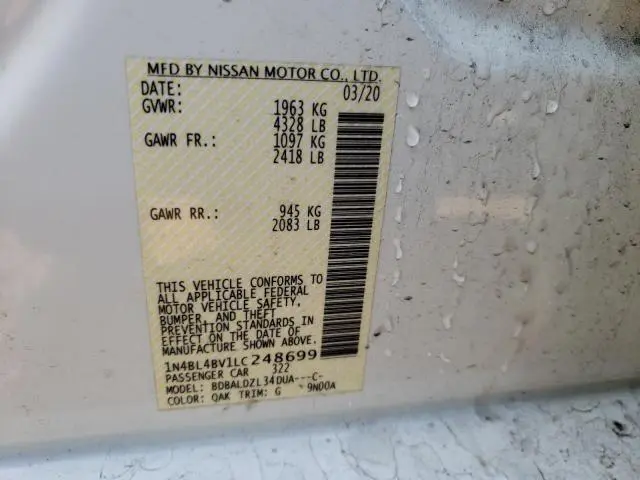 MFD BY NISSAN MOTOR CO., LTD.
DATE: 03/20
GVWR: 1963 KG
4328 LB
GAWR FR.: 1097 KG
2418 LB
GAWR RR.: 945 KG
2083 LB
THIS VEHICLE CONFORMS TO
ALL APPLICABLE FEDERAL
MOTOR VEHICLE SAFETY,
BUMPER, AND THEFT
PREVENTION STANDARDS IN
EFFECT ON THE DATE OF
MANUFACTURE SHOWN ABOVE.
1N4BL4BV1LC248699
PASSENGER CAR 322
MODEL: BDBALDZL34DUA---C-
COLOR: QAK TRIM: G 9N00A